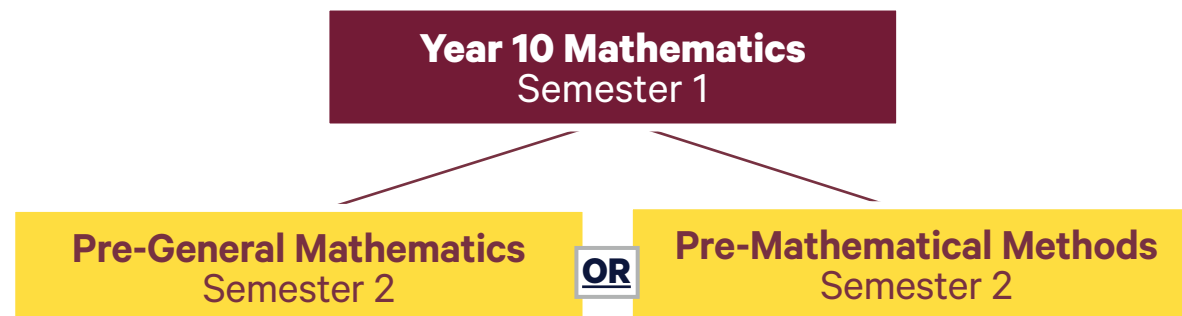 Year 10 Mathematics
Semester 1
Pre-General Mathematics
Semester 2
OR
Pre-Mathematical Methods
Semester 2